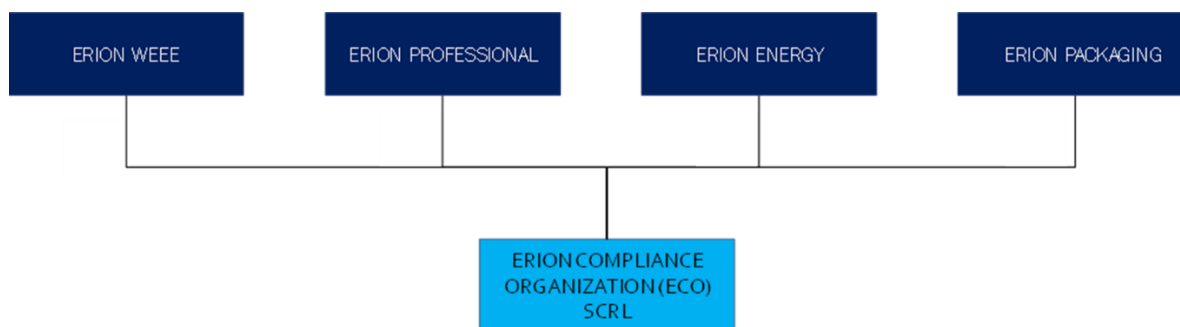 ERION WEEE
ERION PROFESSIONAL
ERION ENERGY
ERION PACKAGING
ERION COMPLIANCE
ORGANIZATION (ECO)
SCRL